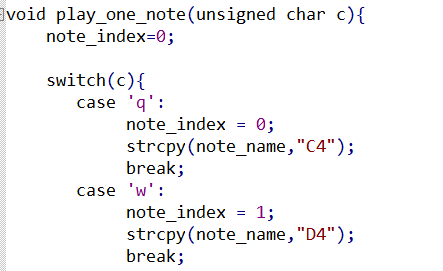 void play_one_note(unsigned char c){
    note_index=0;

    switch(c){
       case 'q':
            note_index = 0;
            strcpy(note_name,"C4");
            break;
       case 'w':
            note_index = 1;
            strcpy(note_name,"D4");
            break;